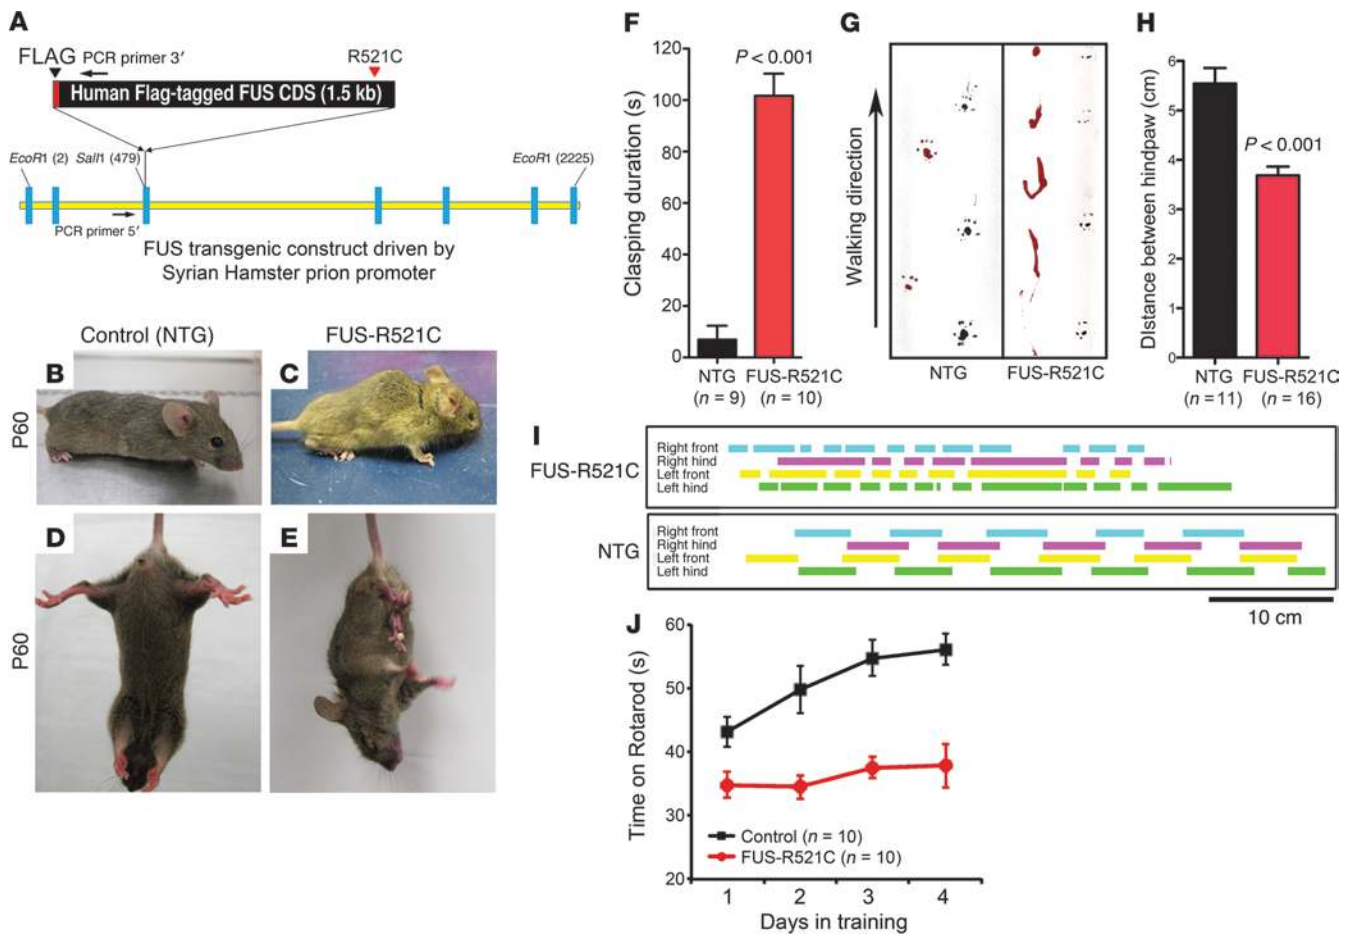 A
FLAG
PCR primer 3′
R521C
Human Flag-tagged FUS CDS (1.5 kb)
EcoR1 (2)
SalI1 (479)
EcoR1 (2225)
PCR primer 5′
FUS transgenic construct driven by
Syrian Hamster prion promoter
Control (NTG)
FUS-R521C
B
C
P60
D
E
P60
F
Clasping duration (s)
120
100
80
60
40
20
0
P < 0.001
NTG
(n = 9)
FUS-R521C
(n = 10)
G
Walking direction
NTG
FUS-R521C
H
Distance between hindpaw (cm)
6
5
4
3
2
1
0
P < 0.001
NTG
(n = 11)
FUS-R521C
(n = 16)
I
FUS-R521C
Right front
Right hind
Left front
Left hind
NTG
Right front
Right hind
Left front
Left hind
10 cm
J
Time on Rotarod (s)
60
50
40
30
20
Control (n = 10)
FUS-R521C (n = 10)
1 2 3 4
Days in training